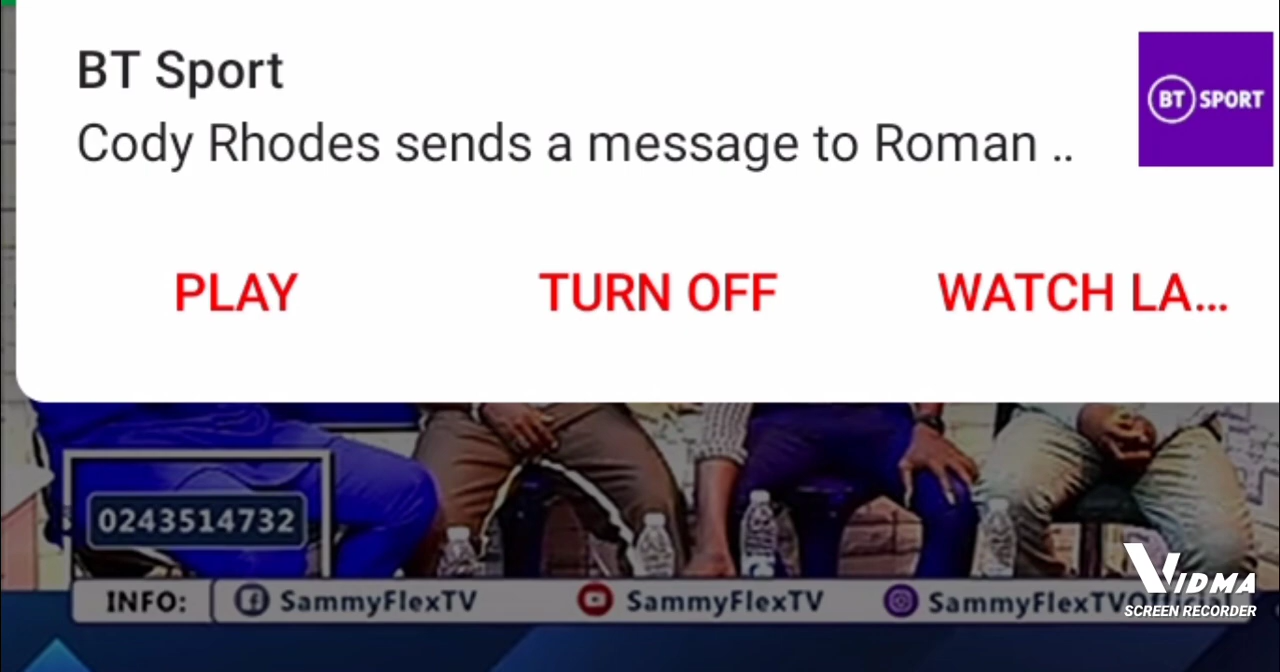 BT Sport
Cody Rhodes sends a message to Roman ..
BT SPORT
PLAY TURN OFF WATCH LA...
0243514732
INFO: SammyFlexTV SammyFlexTV SammyFlexTVOfficial
VIDMA
SCREEN RECORDER